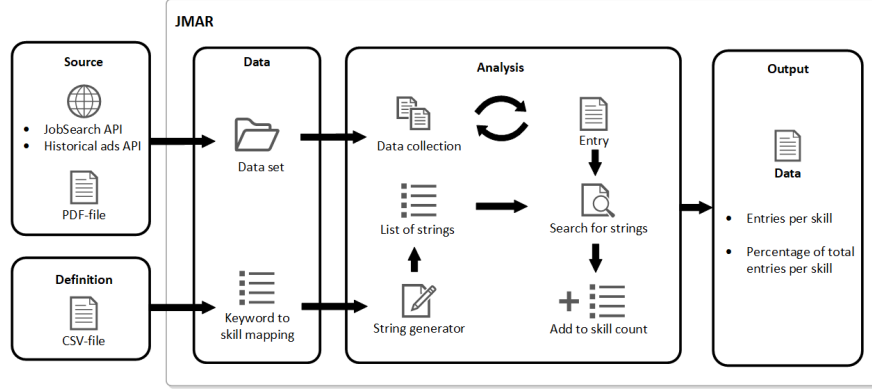 JMAR
Source
• JobSearch API
• Historical ads API
PDF-file
Definition
CSV-file
Data
Data set
Keyword to
skill mapping
Analysis
Data collection
Entry
List of strings
Search for strings
String generator
Add to skill count
Output
Data
• Entries per skill
• Percentage of total
entries per skill